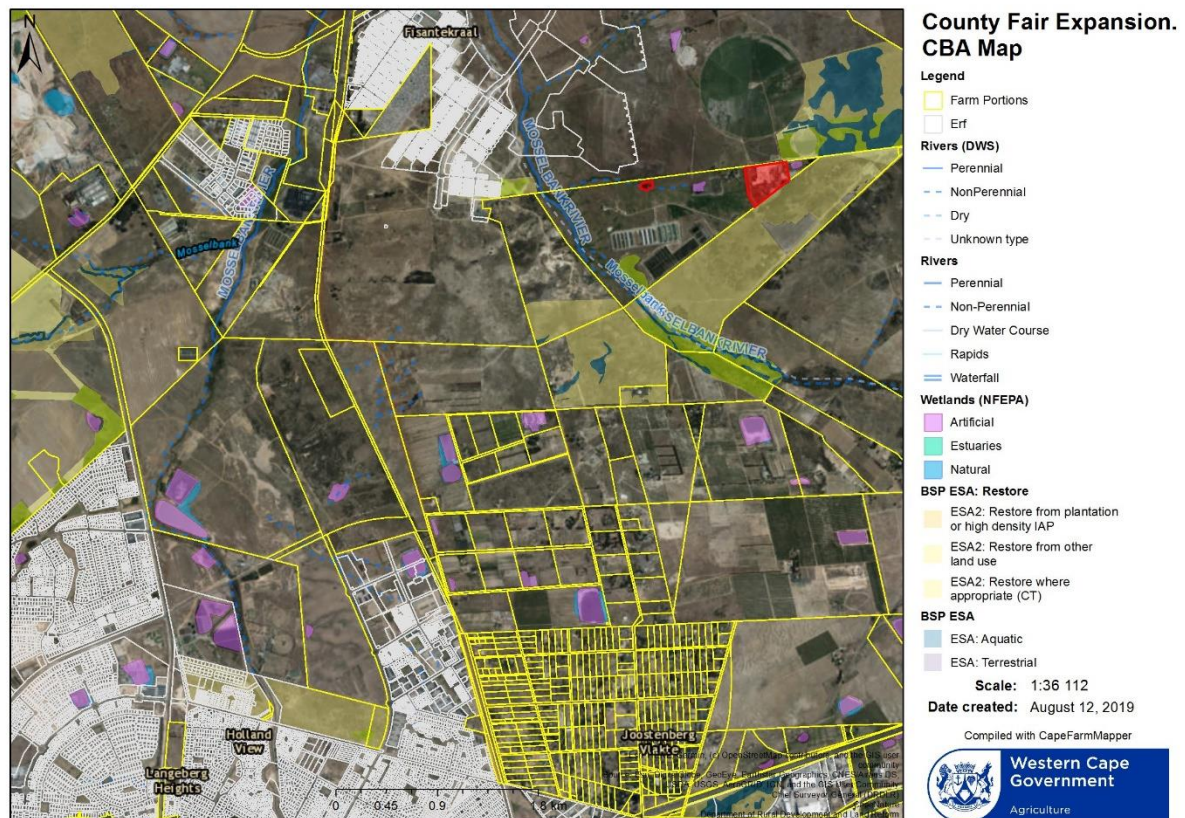 County Fair Expansion.
CBA Map
Legend
Farm Portions
Erf
Rivers (DWS)
Perennial
NonPerennial
Dry
Unknown type
Rivers
Perennial
Non-Perennial
Dry Water Course
Rapids
Waterfall
Wetlands (NFEPA)
Artificial
Estuaries
Natural
BSP ESA: Restore
ESA2: Restore from plantation
or high density IAP
ESA2: Restore from other
land use
ESA2: Restore where
appropriate (CT)
BSP ESA
ESA: Aquatic
ESA: Terrestrial
Scale: 1:36 112
Date created: August 12, 2019
Compiled with CapeFarmMapper
Western Cape
Government
Agriculture
N
Fisantekraal
MOSSELBANKRIVIER
MOSSELBANKRIVIER
Mosselbank
Mosselbank
Holland
View
Langeberg
Heights
Joostenberg
Vlakte
0 0.45 0.9 1.8 km